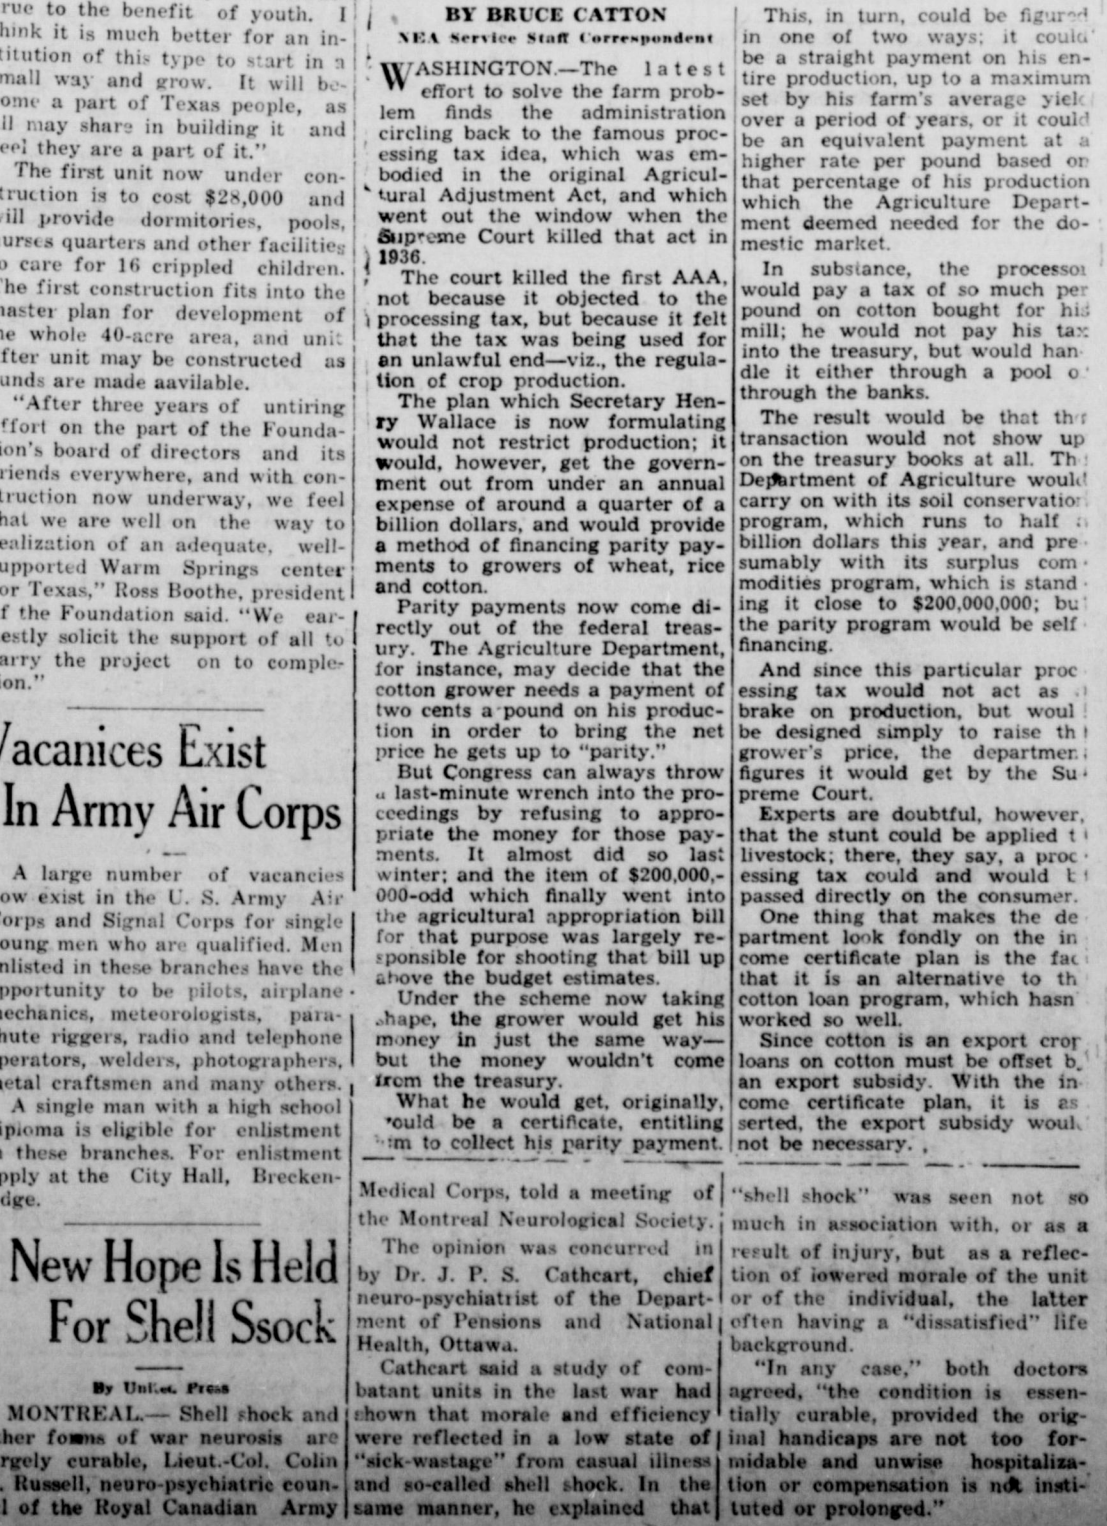 rue to the benefit of youth. I
hink it is much better for an in-
titution of this type to start in a
mall way and grow. It will be-
ome a part of Texas people, as
ll may share in building it and
eel they are a part of it."
The first unit now under con-
truction is to cost $28,000 and
ill provide dormitories, pools,
urses quarters and other facilities
o care for 16 crippled children.
he first construction fits into the
aster plan for development of
e whole 40-acre area, and unit
fter unit may be constructed as
unds are made aavilable.
"After three years of untiring
ffort on the part of the Founda-
ion's board of directors and its
riends everywhere, and with con-
truction now underway, we feel
hat we are well on the way to
ealization of an adequate, well-
upported Warm Springs center
or Texas," Ross Boothe, president
f the Foundation said. "We ear-
estly solicit the support of all to
arry the project on to comple-
ion."
Vacanices Exist
In Army Air Corps
A large number of vacancies
ow exist in the U. S. Army Air
orps and Signal Corps for single
oung men who are qualified. Men
nlisted in these branches have the
pportunity to be pilots, airplane
echanics, meteorologists, para-
hute riggers, radio and telephone
perators, welders, photographers,
etal craftsmen and many others.
A single man with a high school
iploma is eligible for enlistment
these branches. For enlistment
pply at the City Hall, Brecken-
dge.
New Hope Is Held
For Shell Ssock
By United Press
MONTREAL.— Shell shock and
her forms of war neurosis are
rgely curable, Lieut.-Col. Colin
. Russell, neuro-psychiatric coun-
l of the Royal Canadian Army
Medical Corps, told a meeting of
the Montreal Neurological Society.
The opinion was concurred in
by Dr. J. P. S. Cathcart, chief
neuro-psychiatrist of the Depart-
ment of Pensions and National
Health, Ottawa.
Cathcart said a study of com-
batant units in the last war had
shown that morale and efficiency
were reflected in a low state of
"sick-wastage" from casual illness
and so-called shell shock. In the
same manner, he explained that
"shell shock" was seen not so
much in association with, or as a
result of injury, but as a reflec-
tion of lowered morale of the unit
or of the individual, the latter
often having a "dissatisfied" life
background.
"In any case," both doctors
agreed, "the condition is essen-
tially curable, provided the orig-
inal handicaps are not too for-
midable and unwise hospitaliza-
tion or compensation is not insti-
tuted or prolonged."
BY BRUCE CATTON
NEA Service Staff Correspondent
WASHINGTON.—The latest
effort to solve the farm prob-
lem finds the administration
circling back to the famous proc-
essing tax idea, which was em-
bodied in the original Agricul-
tural Adjustment Act, and which
went out the window when the
Supreme Court killed that act in
1936.
The court killed the first AAA,
not because it objected to the
processing tax, but because it felt
that the tax was being used for
an unlawful end—viz., the regula-
tion of crop production.
The plan which Secretary Hen-
ry Wallace is now formulating
would not restrict production; it
would, however, get the govern-
ment out from under an annual
expense of around a quarter of a
billion dollars, and would provide
a method of financing parity pay-
ments to growers of wheat, rice
and cotton.
Parity payments now come di-
rectly out of the federal treas-
ury. The Agriculture Department,
for instance, may decide that the
cotton grower needs a payment of
two cents a pound on his produc-
tion in order to bring the net
price he gets up to "parity."
But Congress can always throw
a last-minute wrench into the pro-
ceedings by refusing to appro-
priate the money for those pay-
ments. It almost did so last
winter; and the item of $200,000,-
000-odd which finally went into
the agricultural appropriation bill
for that purpose was largely re-
sponsible for shooting that bill up
above the budget estimates.
Under the scheme now taking
shape, the grower would get his
money in just the same way—
but the money wouldn't come
from the treasury.
What he would get, originally,
would be a certificate, entitling
him to collect his parity payment.
This, in turn, could be figured
in one of two ways; it could
be a straight payment on his en-
tire production, up to a maximum
set by his farm's average yield
over a period of years, or it could
be an equivalent payment at a
higher rate per pound based on
that percentage of his production
which the Agriculture Depart-
ment deemed needed for the do-
mestic market.
In substance, the processor
would pay a tax of so much per
pound on cotton bought for his
mill; he would not pay his tax
into the treasury, but would han-
dle it either through a pool o
through the banks.
The result would be that the
transaction would not show up
on the treasury books at all. Th
Department of Agriculture would
carry on with its soil conservation
program, which runs to half
billion dollars this year, and pre
sumably with its surplus com
modities program, which is stand
ing it close to $200,000,000; bu
the parity program would be self
financing.
And since this particular proc
essing tax would not act as
brake on production, but woul
be designed simply to raise th
grower's price, the departmen
figures it would get by the Su
preme Court.
Experts are doubtful, however,
that the stunt could be applied t
livestock; there, they say, a proc
essing tax could and would b
passed directly on the consumer.
One thing that makes the de
partment look fondly on the in
come certificate plan is the fac
that it is an alternative to th
cotton loan program, which hasn
worked so well.
Since cotton is an export crop
loans on cotton must be offset b
an export subsidy. With the in
come certificate plan, it is as
serted, the export subsidy would
not be necessary.